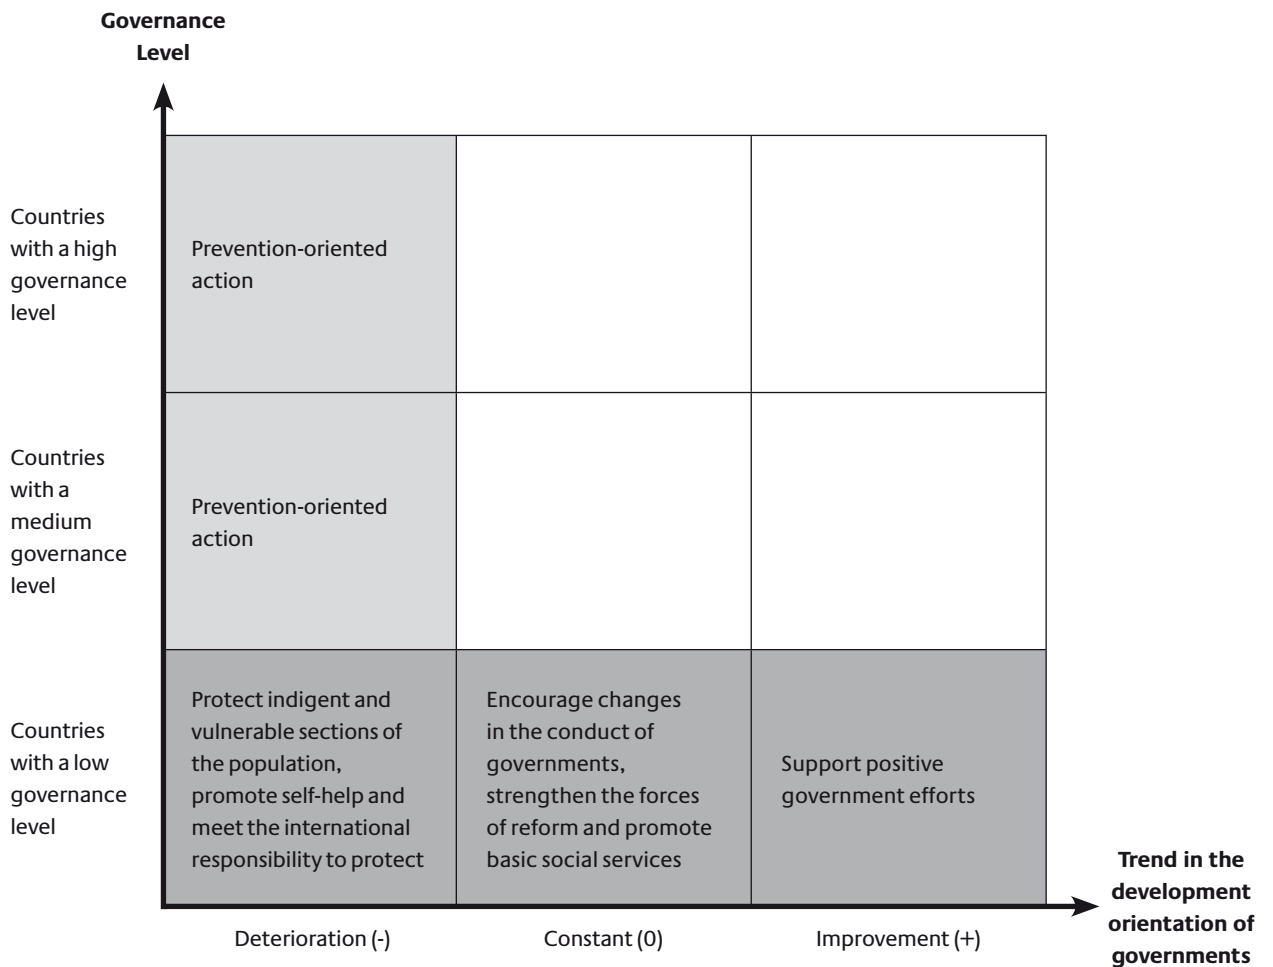 Governance
Level
Countries
with a high
governance
level
Prevention-oriented
action
Countries
with a
medium
governance
level
Prevention-oriented
action
Countries
with a low
governance
level
Protect indigent and
vulnerable sections of
the population,
promote self-help and
meet the international
responsibility to protect
Encourage changes
in the conduct of
governments,
strengthen the forces
of reform and promote
basic social services
Support positive
government efforts
Deterioration (-)
Constant (0)
Improvement (+)
Trend in the
development
orientation of
governments